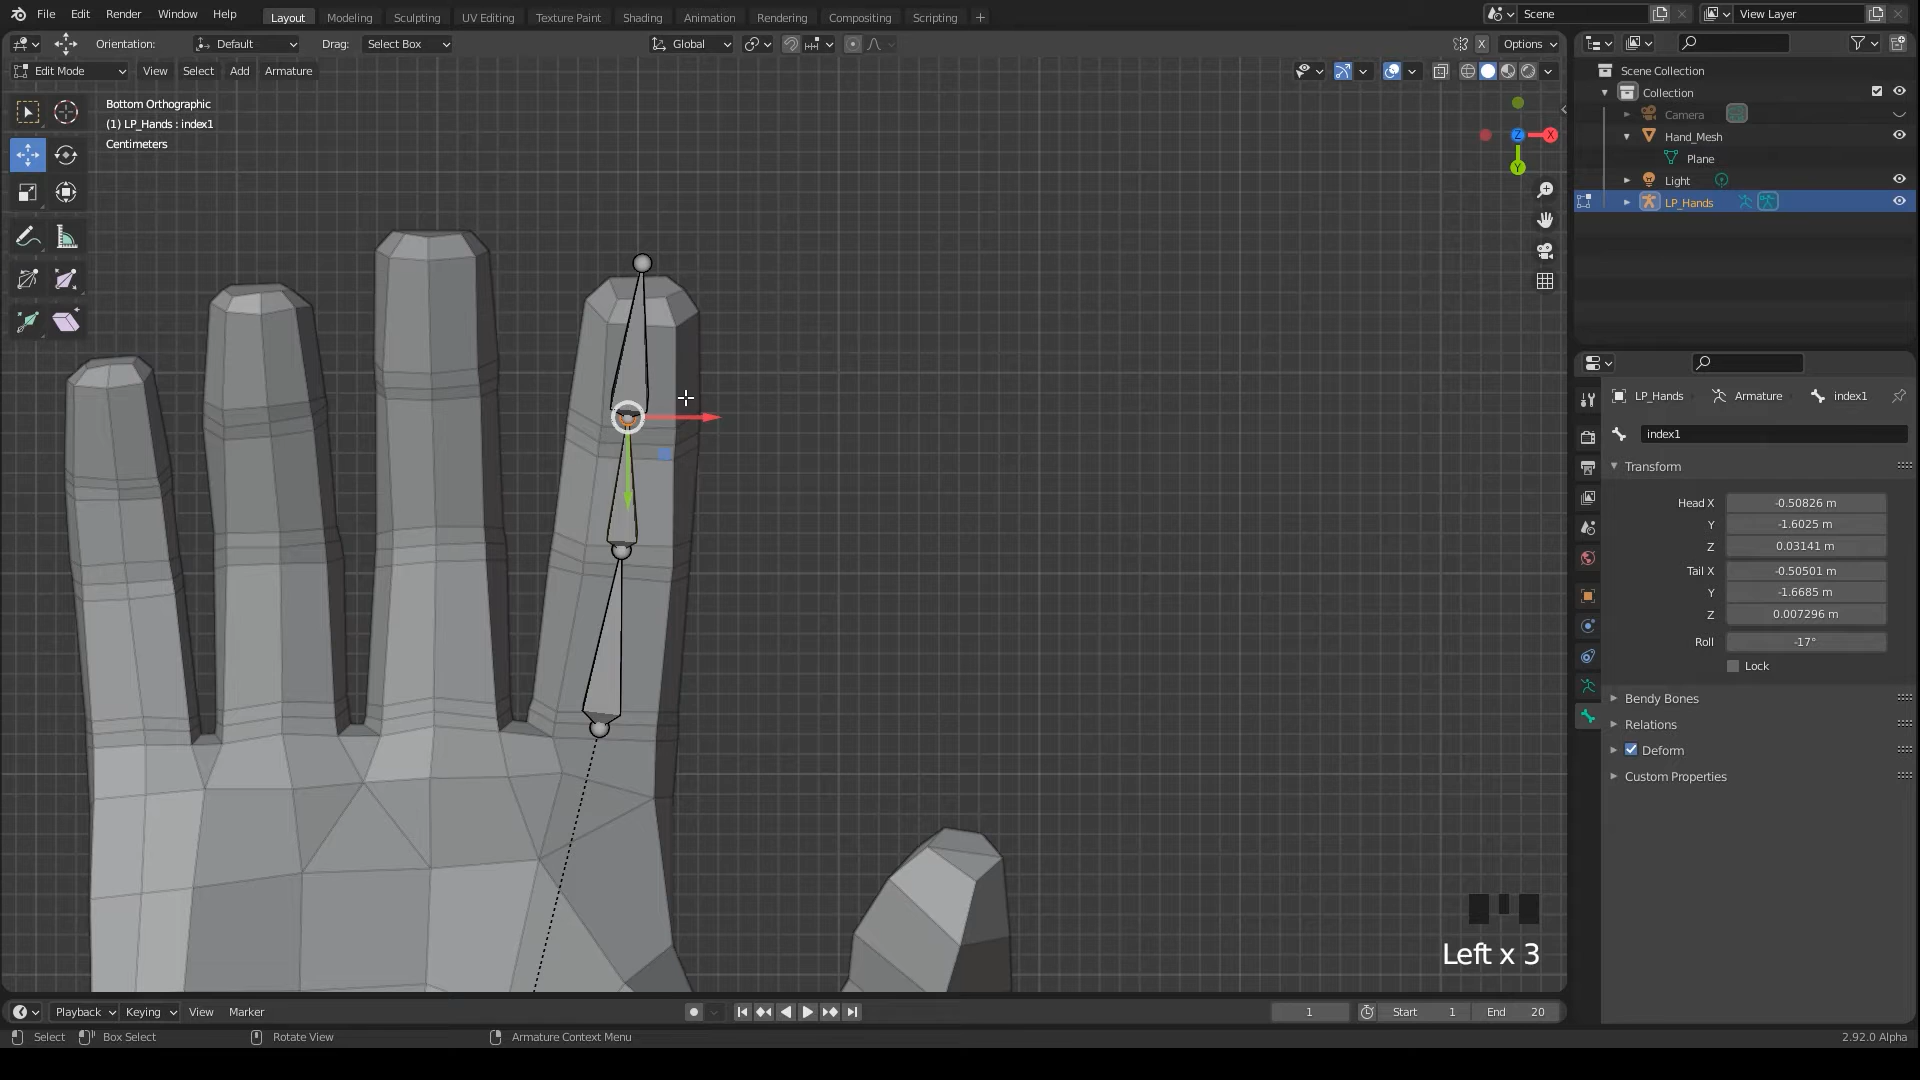 File Edit Render Window Help
Layout Modeling Sculpting UV Editing Texture Paint Shading Animation Rendering Compositing Scripting +
Scene
View Layer
Orientation: Default Drag: Select Box Global X Options
Edit Mode View Select Add Armature
Bottom Orthographic
(1) LP_Hands : index1
Centimeters
Z X
Y
Scene Collection
Collection
Camera
Hand_Mesh
Plane
Light
LP_Hands
LP_Hands Armature index1
index1
Transform
Head X -0.50826 m
Y -1.6025 m
Z 0.03141 m
Tail X -0.50501 m
Y -1.6685 m
Z 0.007296 m
Roll -17°
Lock
Bendy Bones
Relations
Deform
Custom Properties
Left x 3
Playback Keying View Marker
1 Start 1 End 20
Select Box Select Rotate View Armature Context Menu
2.92.0 Alpha